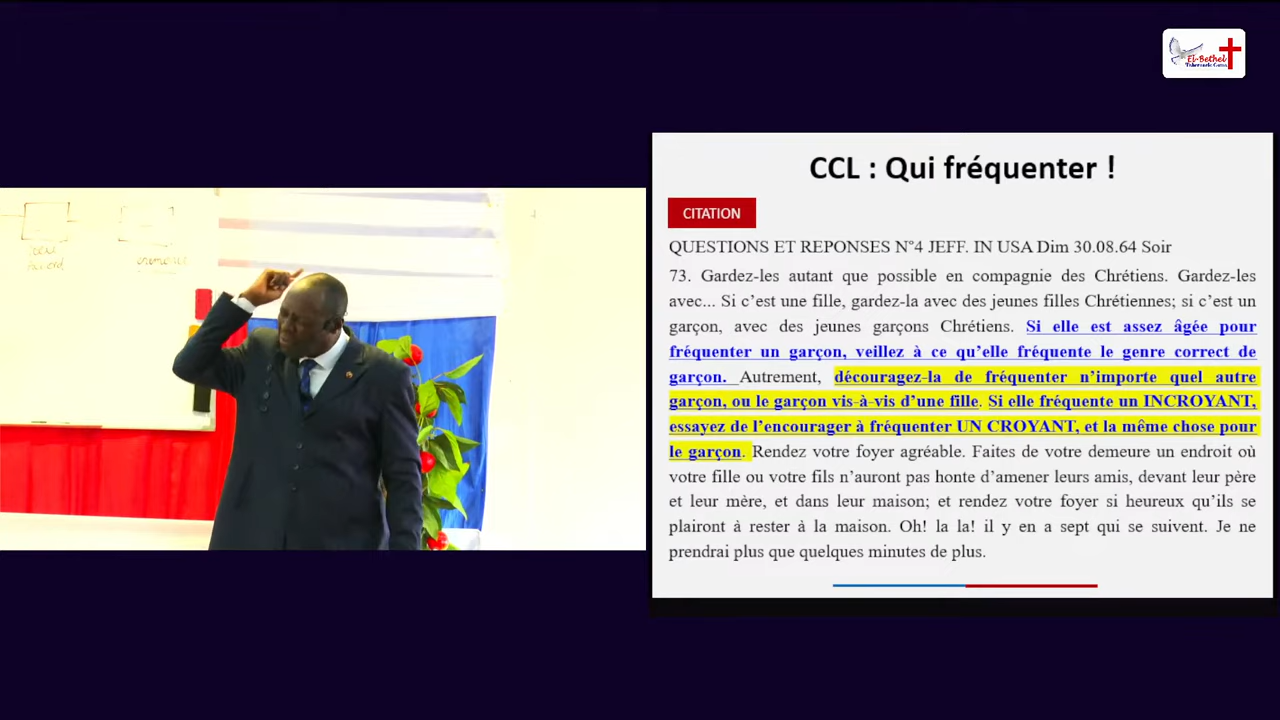 El-Bethel
CCL : Qui fréquenter !
CITATION
QUESTIONS ET REPONSES N°4 JEFF. IN USA Dim 30.08.64 Soir
73. Gardez-les autant que possible en compagnie des Chrétiens. Gardez-les
avec... Si c’est une fille, gardez-la avec des jeunes filles Chrétiennes; si c’est un
garçon, avec des jeunes garçons Chrétiens. Si elle est assez âgée pour
fréquenter un garçon, veillez à ce qu’elle fréquente le genre correct de
garçon. Autrement, découragez-la de fréquenter n’importe quel autre
garçon, ou le garçon vis-à-vis d’une fille. Si elle fréquente un INCROYANT,
essayez de l’encourager à fréquenter UN CROYANT, et la même chose pour
le garçon. Rendez votre foyer agréable. Faites de votre demeure un endroit où
votre fille ou votre fils n’auront pas honte d’amener leurs amis, devant leur père
et leur mère, et dans leur maison; et rendez votre foyer si heureux qu’ils se
plairont à rester à la maison. Oh! la la! il y en a sept qui se suivent. Je ne
prendrai plus que quelques minutes de plus.